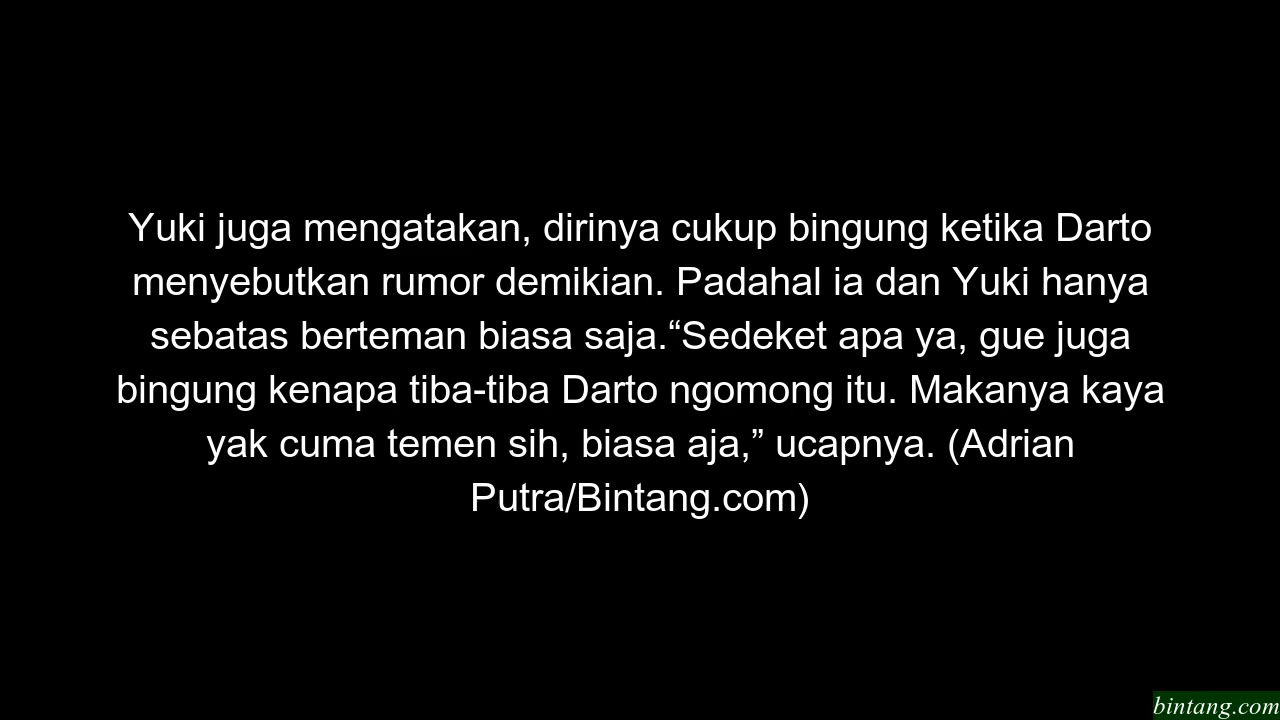 Yuki juga mengatakan, dirinya cukup bingung ketika Darto
menyebutkan rumor demikian. Padahal ia dan Yuki hanya
sebatas berteman biasa saja.“Sedeket apa ya, gue juga
bingung kenapa tiba-tiba Darto ngomong itu. Makanya kaya
yak cuma temen sih, biasa aja,” ucapnya. (Adrian
Putra/Bintang.com)
bintang.com